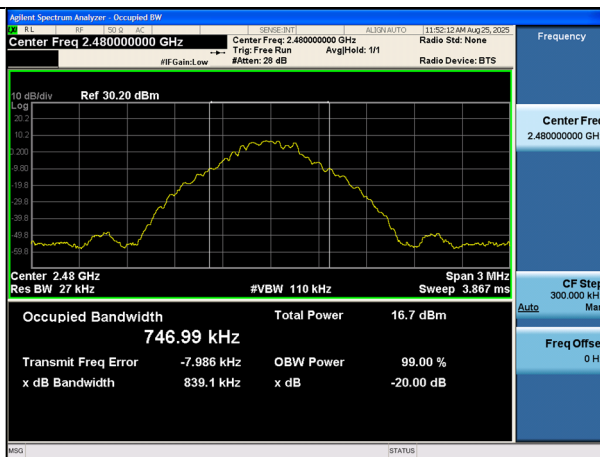 Agilent Spectrum Analyzer - Occupied BW
RL RF 50 Ω AC SENSE:INT ALIGN AUTO 11:52:12 AM Aug 25, 2025
Center Freq 2.480000000 GHz
Center Freq: 2.480000000 GHz
Radio Std: None
Trig: Free Run Avg|Hold: 1/1
#IFGain:Low #Atten: 28 dB Radio Device: BTS
10 dB/div Ref 30.20 dBm
Log
20.2
10.2
0.200
-9.80
-19.8
-29.8
-39.8
-49.8
-59.8
Center 2.48 GHz Span 3 MHz
Res BW 27 kHz #VBW 110 kHz Sweep 3.867 ms
Occupied Bandwidth Total Power 16.7 dBm
746.99 kHz
Transmit Freq Error -7.986 kHz OBW Power 99.00 %
x dB Bandwidth 839.1 kHz x dB -20.00 dB
MSG STATUS
Frequency
Center Freq
2.480000000 GH
CF Step
300.000 kH
Auto Ma
Freq Offse
0 H